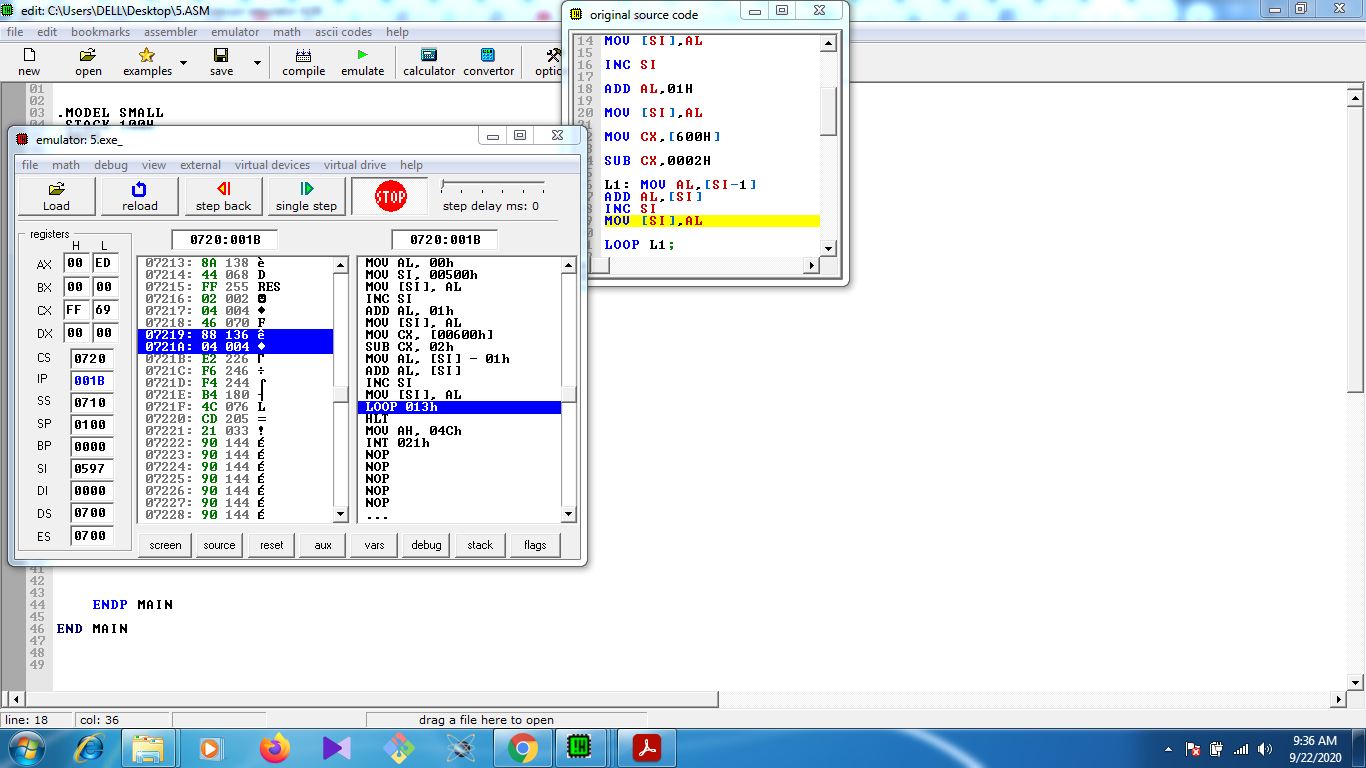 edit: C:\Users\DELL\Desktop\5.ASM
file edit bookmarks assembler emulator math ascii codes help
new open examples save compile emulate calculator convertor optio
01
02
03 .MODEL SMALL
04 .STACK 100H
original source code
14 MOV [SI],AL
15
16 INC SI
17
18 ADD AL,01H
19
20 MOV [SI],AL
21
2 MOV CX,[600H]
4 SUB CX,0002H
6 L1: MOV AL,[SI-1]
7 ADD AL,[SI]
8 INC SI
9 MOV [SI],AL
1 LOOP L1;
emulator: 5.exe_
file math debug view external virtual devices virtual drive help
Load reload step back single step STOP step delay ms: 0
registers
H L
AX 00 ED
BX 00 00
CX FF 69
DX 00 00
CS 0720
IP 001B
SS 0710
SP 0100
BP 0000
SI 0597
DI 0000
DS 0700
ES 0700
0720:001B
07213: 8A 138 è
07214: 44 068 D
07215: FF 255 RES
07216: 02 002 ☻
07217: 04 004 ♦
07218: 46 070 F
07219: 88 136 ê
0721A: 04 004 ♦
0721B: E2 226 Γ
0721C: F6 246 ÷
0721D: F4 244 ⌠
0721E: B4 180 ┤
0721F: 4C 076 L
07220: CD 205 =
07221: 21 033 !
07222: 90 144 É
07223: 90 144 É
07224: 90 144 É
07225: 90 144 É
07226: 90 144 É
07227: 90 144 É
07228: 90 144 É
0720:001B
MOV AL, 00h
MOV SI, 00500h
MOV [SI], AL
INC SI
ADD AL, 01h
MOV [SI], AL
MOV CX, [00600h]
SUB CX, 02h
MOV AL, [SI] - 01h
ADD AL, [SI]
INC SI
MOV [SI], AL
LOOP 013h
HLT
MOV AH, 04Ch
INT 021h
NOP
NOP
NOP
NOP
NOP
...
screen source reset aux vars debug stack flags
41
42
43
44 ENDP MAIN
45
46 END MAIN
47
48
49
line: 18 col: 36 drag a file here to open
9:36 AM
9/22/2020